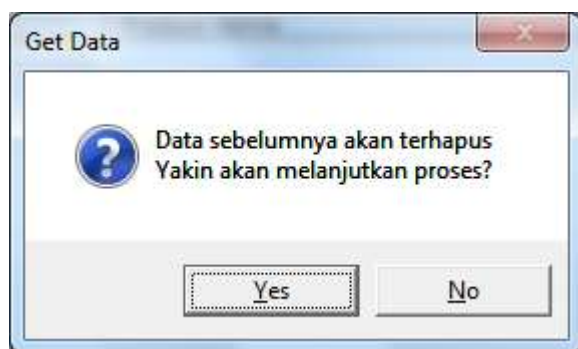 Get Data
Data sebelumnya akan terhapus
Yakin akan melanjutkan proses?
Yes
No